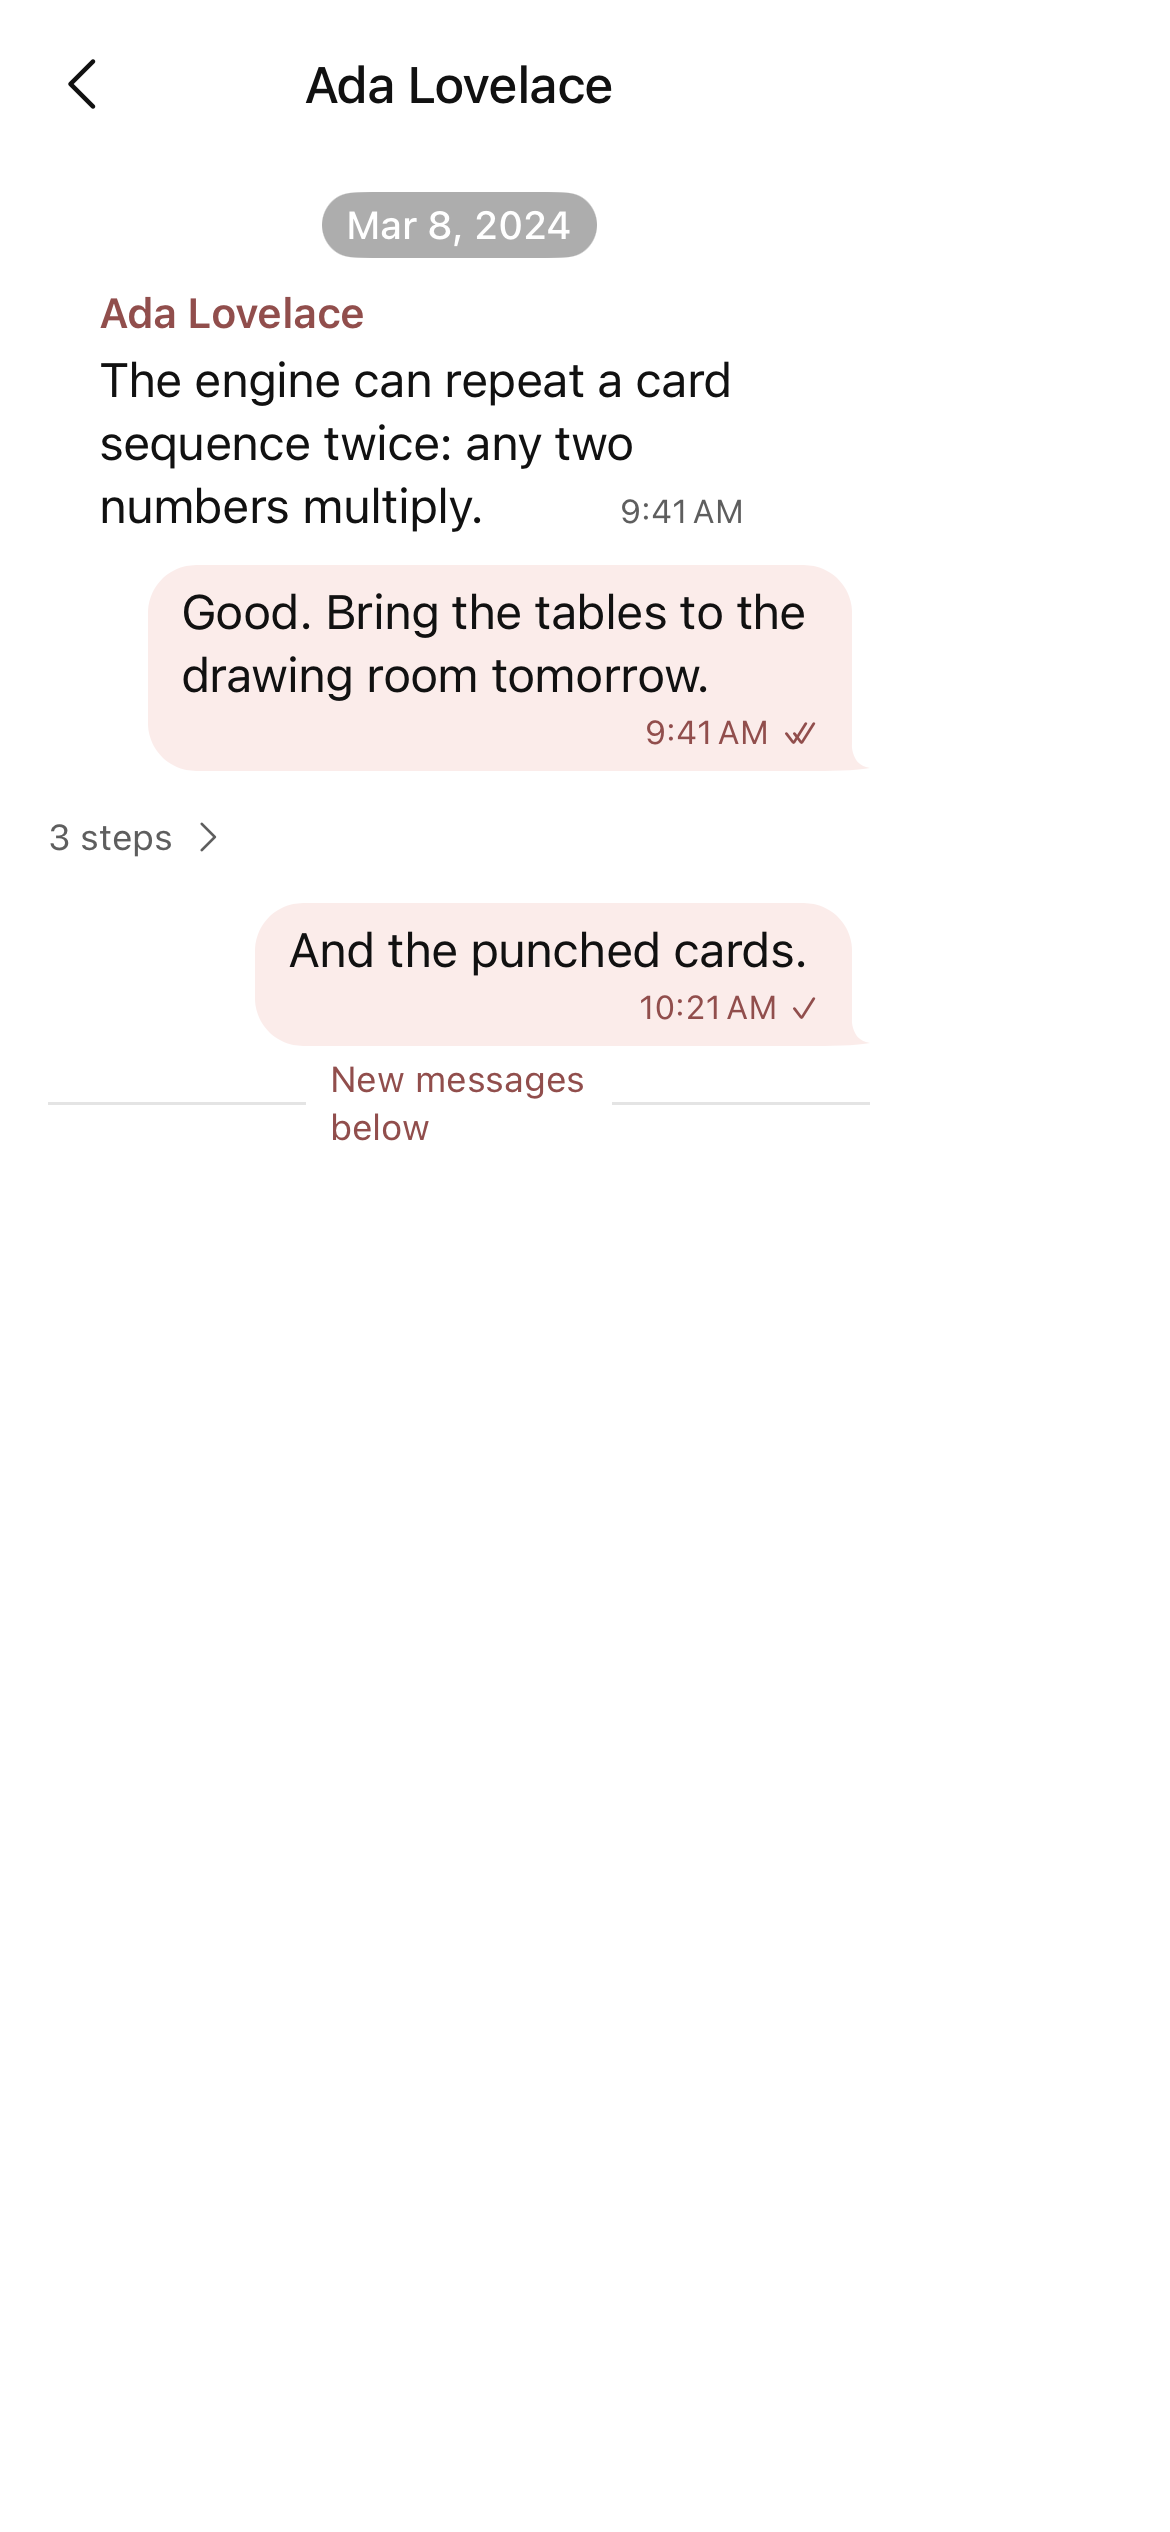 Ada Lovelace
Mar 8, 2024
Ada Lovelace
The engine can repeat a card
sequence twice: any two
numbers multiply.
9:41 AM
Good. Bring the tables to the
drawing room tomorrow.
9:41 AM
3 steps
And the punched cards.
10:21 AM
New messages
below